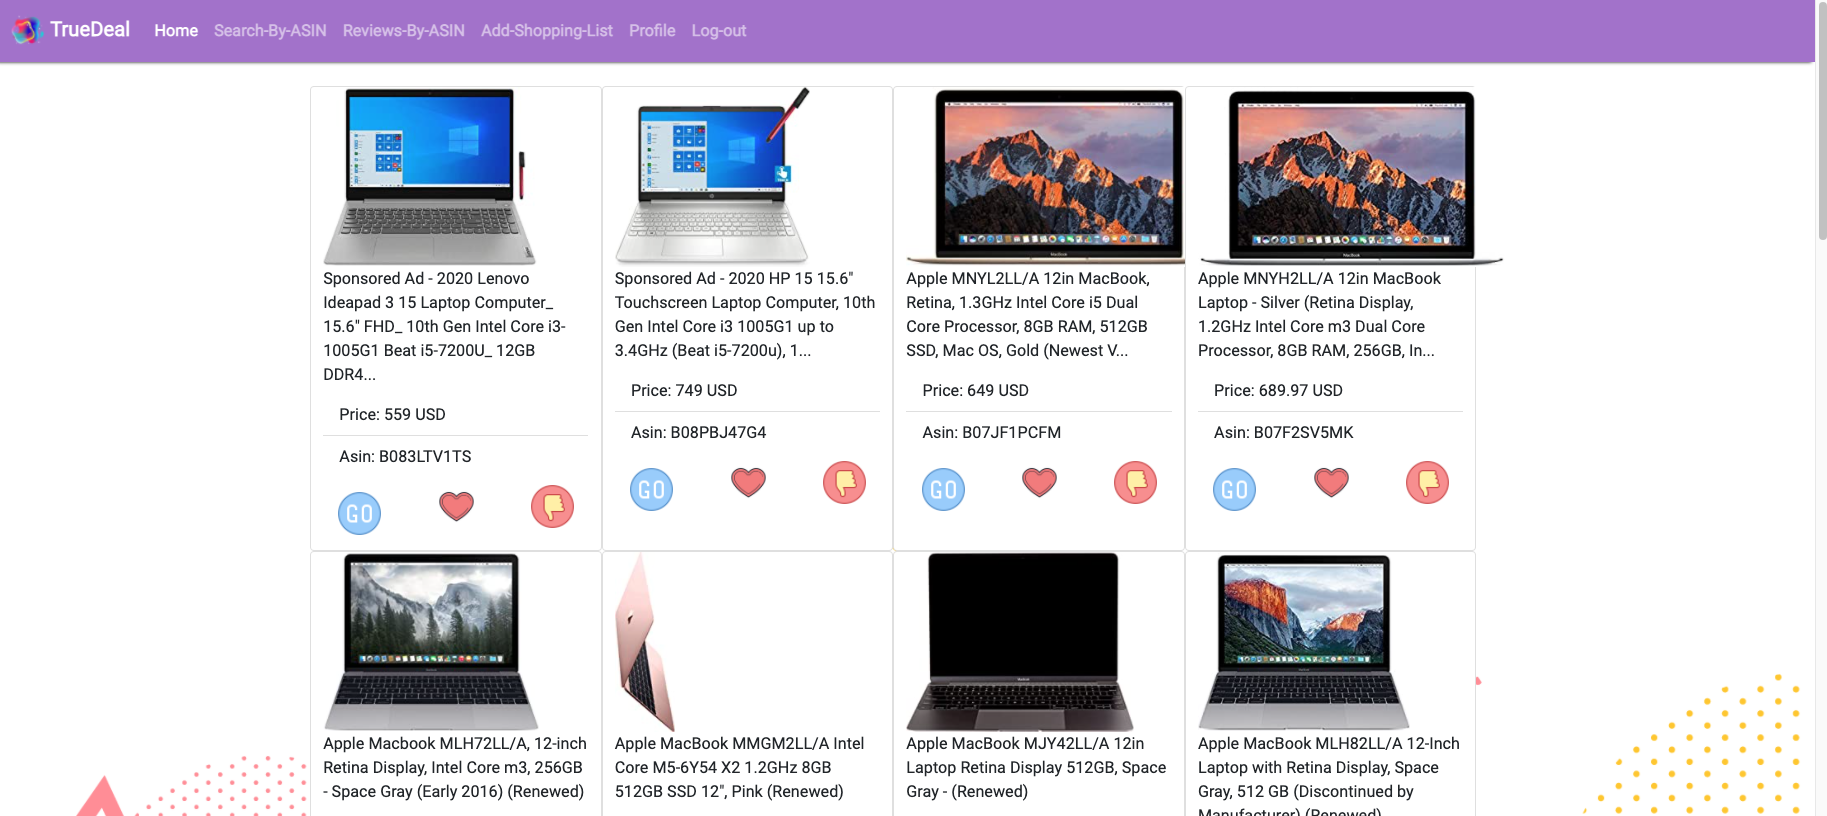 TrueDeal Home Search-By-ASIN Reviews-By-ASIN Add-Shopping-List Profile Log-out
Sponsored Ad - 2020 Lenovo
Ideapad 3 15 Laptop Computer_
15.6" FHD_ 10th Gen Intel Core i3-
1005G1 Beat i5-7200U_ 12GB
DDR4...
Price: 559 USD
Asin: B083LTV1TS
GO
Sponsored Ad - 2020 HP 15 15.6"
Touchscreen Laptop Computer, 10th
Gen Intel Core i3 1005G1 up to
3.4GHz (Beat i5-7200u), 1...
Price: 749 USD
Asin: B08PBJ47G4
GO
Apple MNYL2LL/A 12in MacBook,
Retina, 1.3GHz Intel Core i5 Dual
Core Processor, 8GB RAM, 512GB
SSD, Mac OS, Gold (Newest V...
Price: 649 USD
Asin: B07JF1PCFM
GO
Apple MNYH2LL/A 12in MacBook
Laptop - Silver (Retina Display,
1.2GHz Intel Core m3 Dual Core
Processor, 8GB RAM, 256GB, In...
Price: 689.97 USD
Asin: B07F2SV5MK
GO
Apple Macbook MLH72LL/A, 12-inch
Retina Display, Intel Core m3, 256GB
- Space Gray (Early 2016) (Renewed)
Apple MacBook MMGM2LL/A Intel
Core M5-6Y54 X2 1.2GHz 8GB
512GB SSD 12", Pink (Renewed)
Apple MacBook MJY42LL/A 12in
Laptop Retina Display 512GB, Space
Gray - (Renewed)
Apple MacBook MLH82LL/A 12-Inch
Laptop with Retina Display, Space
Gray, 512 GB (Discontinued by
Manufacturer) (Renewed)